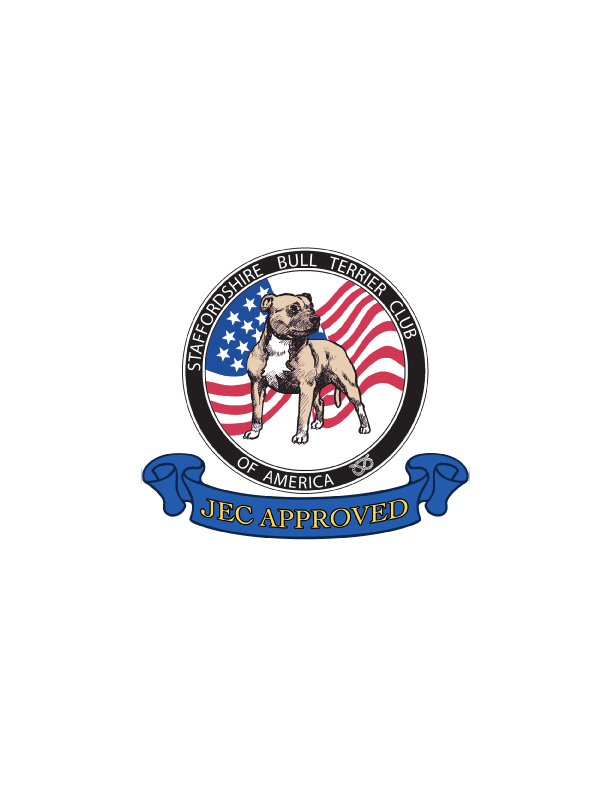 STAFFORDSHIRE BULL TERRIER CLUB
OF AMERICA
JEC APPROVED